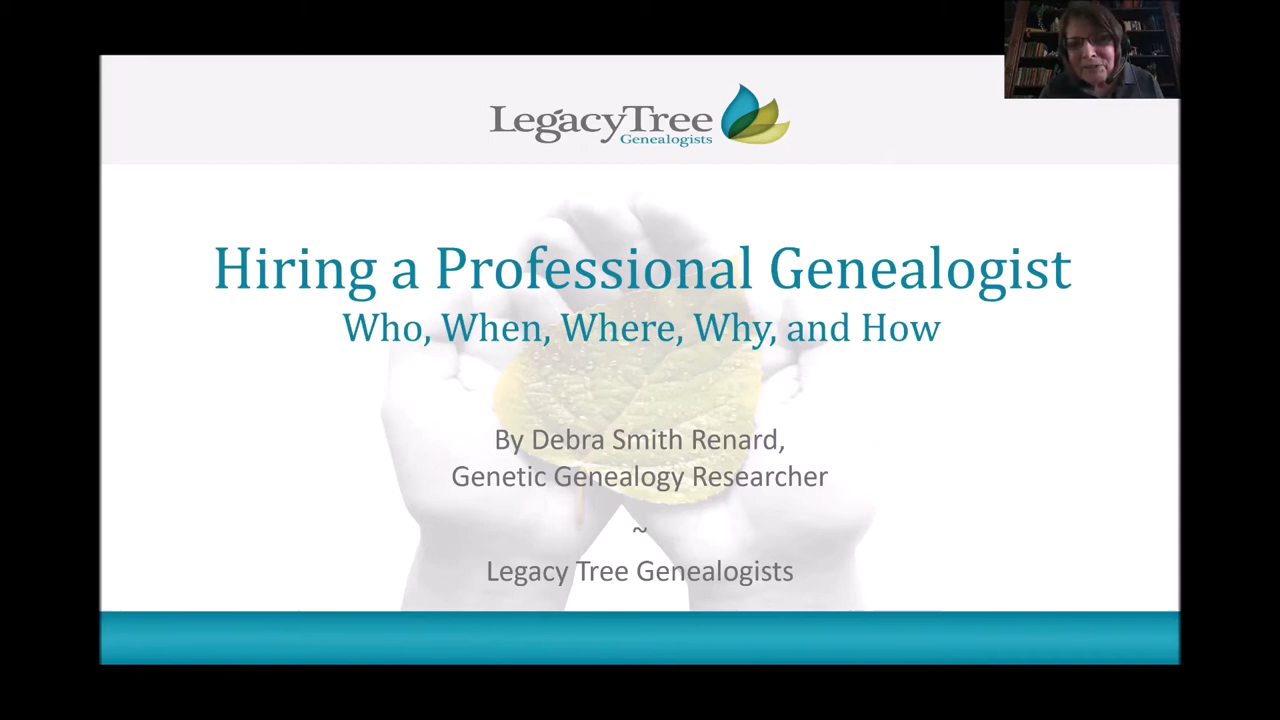 LegacyTree
Genealogists
Hiring a Professional Genealogist
Who, When, Where, Why, and How
By Debra Smith Renard,
Genetic Genealogy Researcher
~
Legacy Tree Genealogists